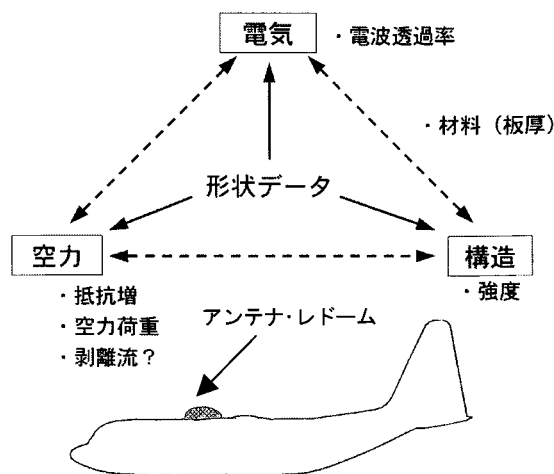 電気
・電波透過率
・材料（板厚）
形状データ
空力
構造
・抵抗増
・空力荷重
・剥離流？
・強度
アンテナ・レドーム